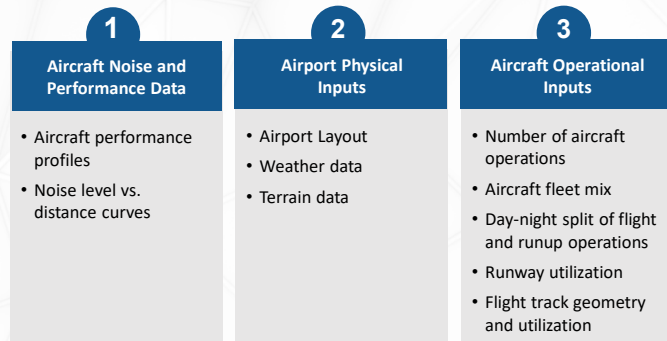 1
Aircraft Noise and
Performance Data
• Aircraft performance
profiles
• Noise level vs.
distance curves
2
Airport Physical
Inputs
• Airport Layout
• Weather data
• Terrain data
3
Aircraft Operational
Inputs
• Number of aircraft
operations
• Aircraft fleet mix
• Day-night split of flight
and runup operations
• Runway utilization
• Flight track geometry
and utilization